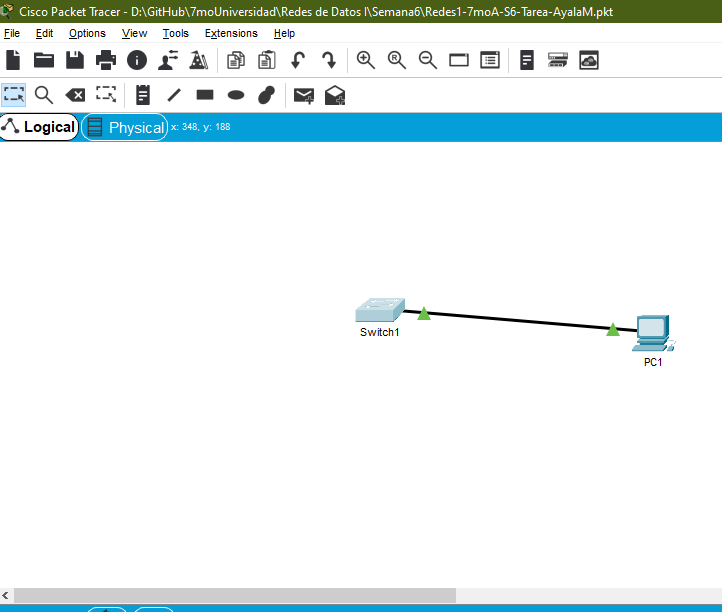 Cisco Packet Tracer - D:\GitHub\7moUniversidad\Redes de Datos I\Semana6\Redes1-7moA-S6-Tarea-AyalaM.pkt
File Edit Options View Tools Extensions Help
Logical Physical x: 348, y: 188
Switch1
PC1